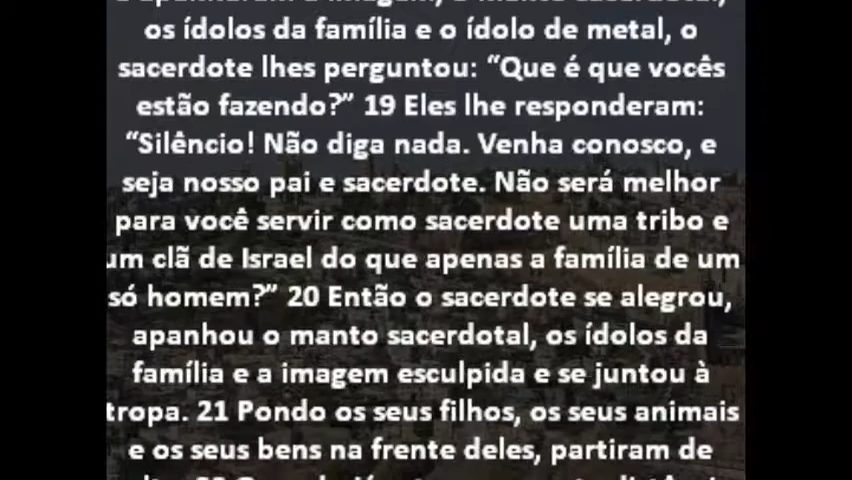 os ídolos da família e o ídolo de metal, o
sacerdote lhes perguntou: “Que é que vocês
estão fazendo?” 19 Eles lhe responderam:
“Silêncio! Não diga nada. Venha conosco, e
seja nosso pai e sacerdote. Não será melhor
para você servir como sacerdote uma tribo e
um clã de Israel do que apenas a família de um
só homem?” 20 Então o sacerdote se alegrou,
apanhou o manto sacerdotal, os ídolos da
família e a imagem esculpida e se juntou à
tropa. 21 Pondo os seus filhos, os seus animais
e os seus bens na frente deles, partiram de